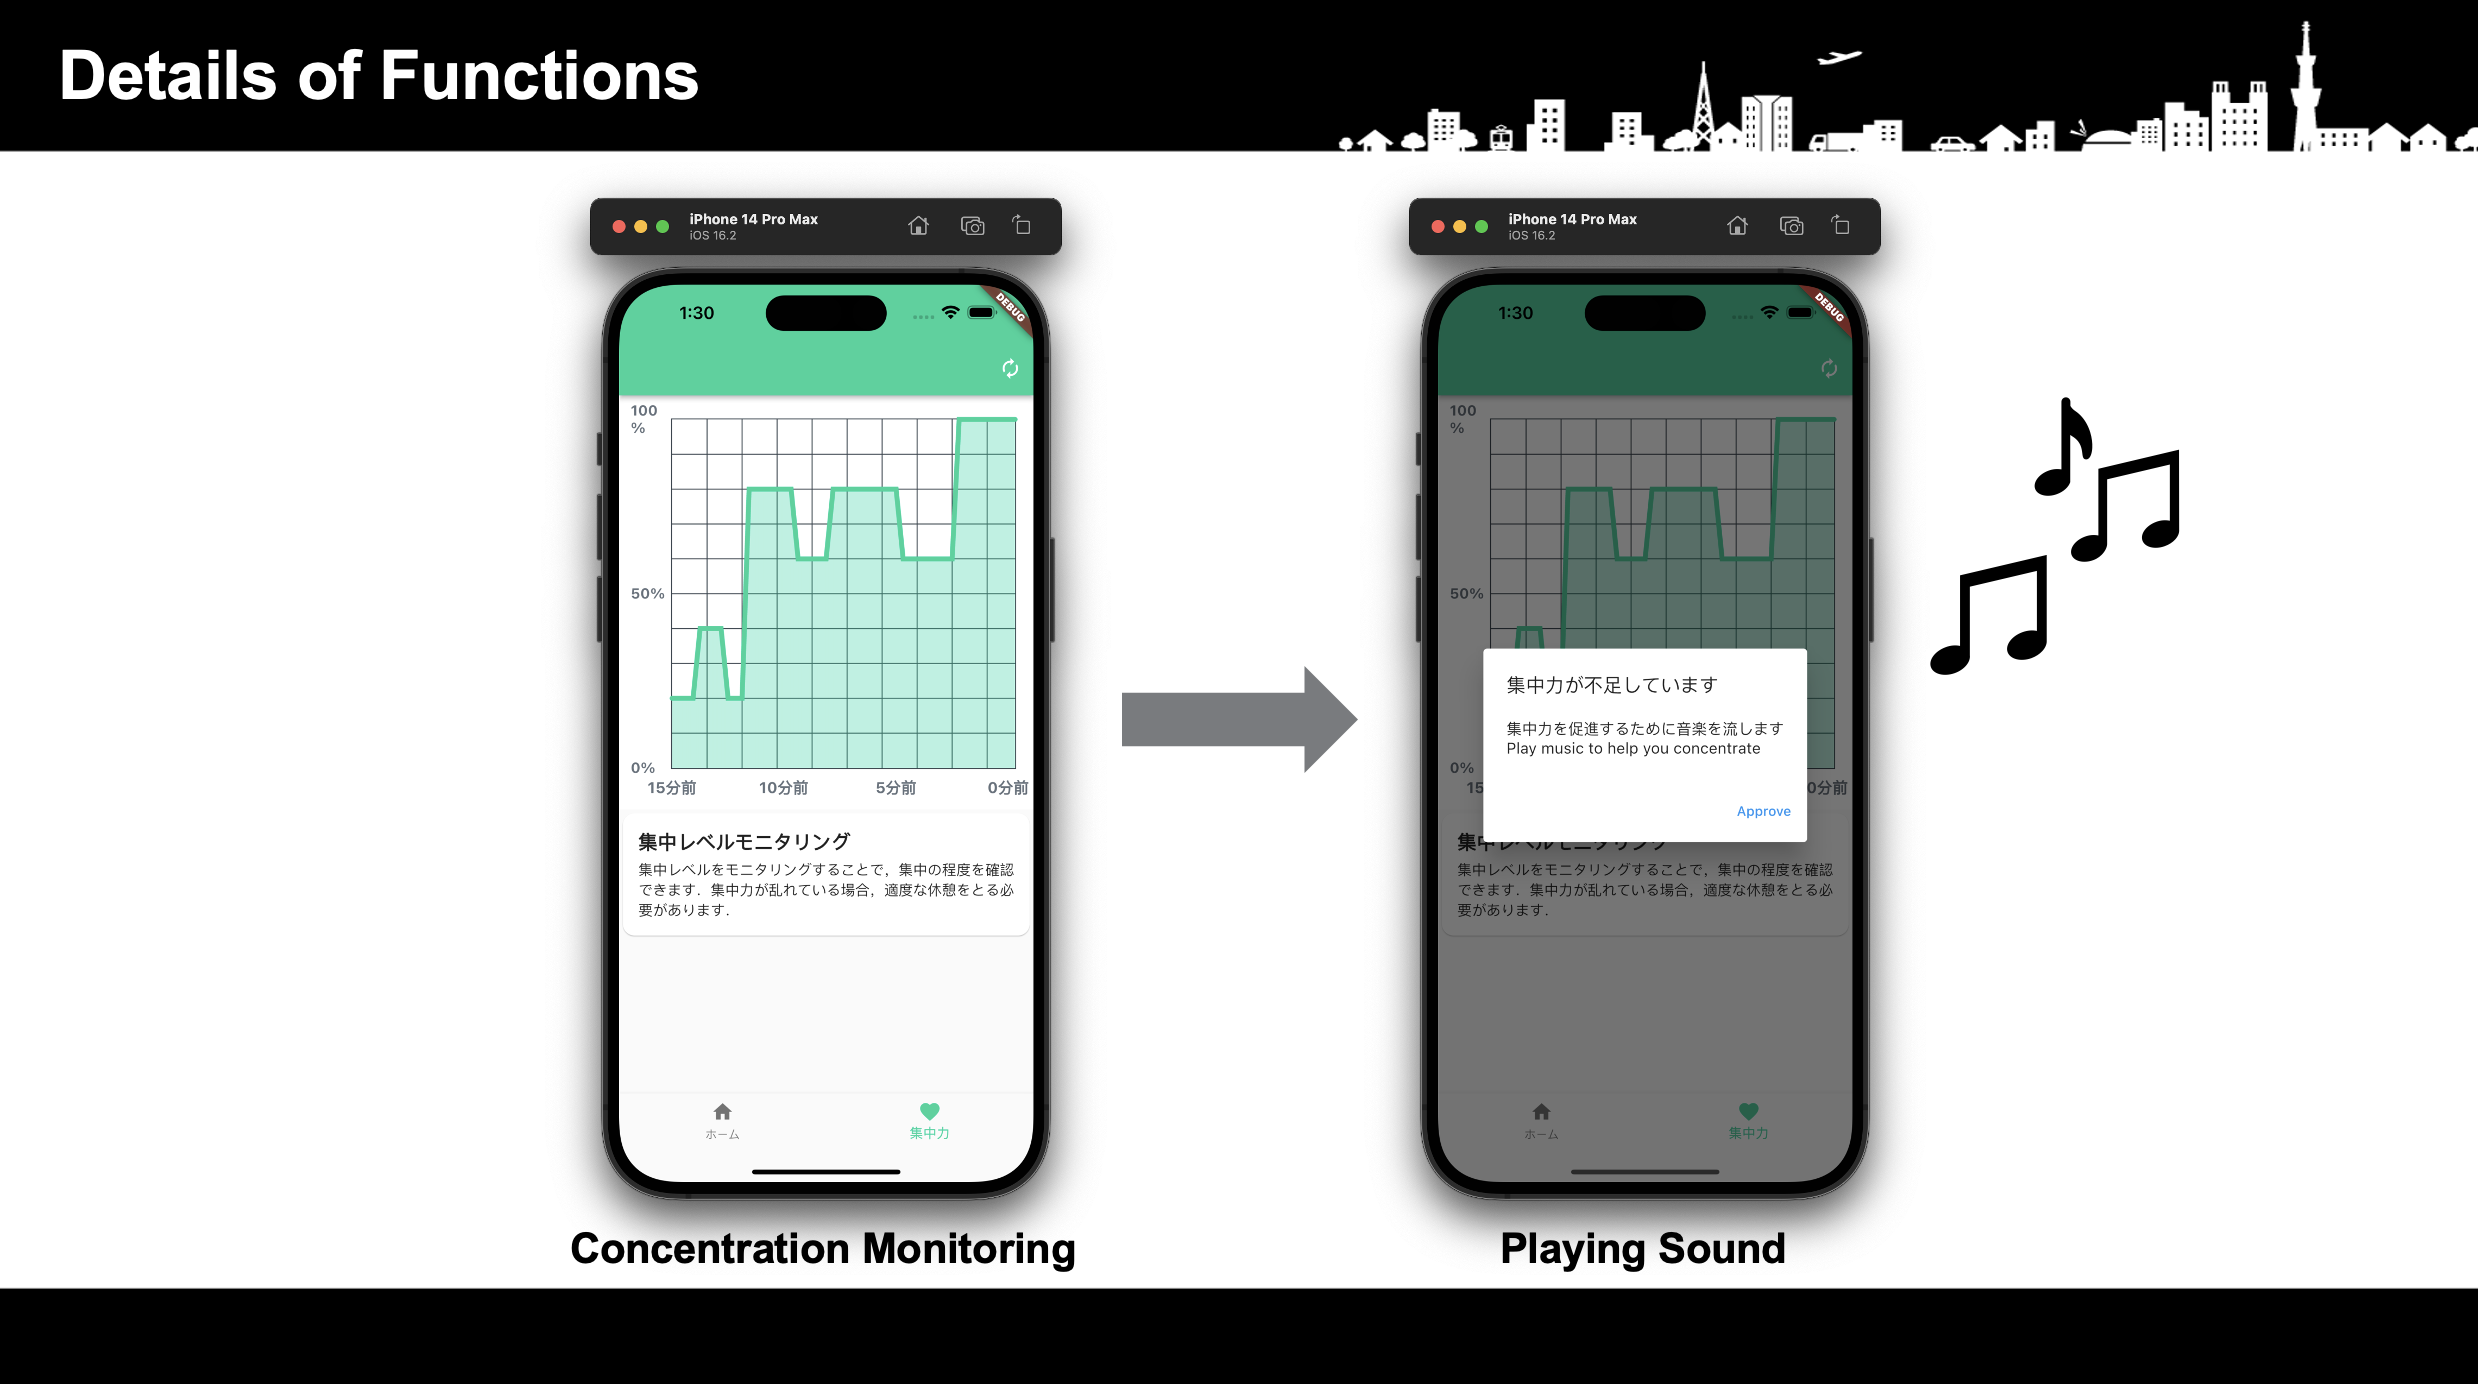 Details of Functions
iPhone 14 Pro Max
iOS 16.2
1:30
DEBUG
100
%
50%
0%
15分前
10分前
5分前
0分前
集中レベルモニタリング
集中レベルをモニタリングすることで，集中の程度を確認
できます．集中力が乱れている場合，適度な休憩をとる必
要があります．
ホーム
集中力
Concentration Monitoring
iPhone 14 Pro Max
iOS 16.2
1:30
DEBUG
100
%
50%
0%
15
0分前
集中力が不足しています
集中力を促進するために音楽を流します
Play music to help you concentrate
Approve
集中レベルモニタリング
集中レベルをモニタリングすることで，集中の程度を確認
できます．集中力が乱れている場合，適度な休憩をとる必
要があります．
ホーム
集中力
Playing Sound